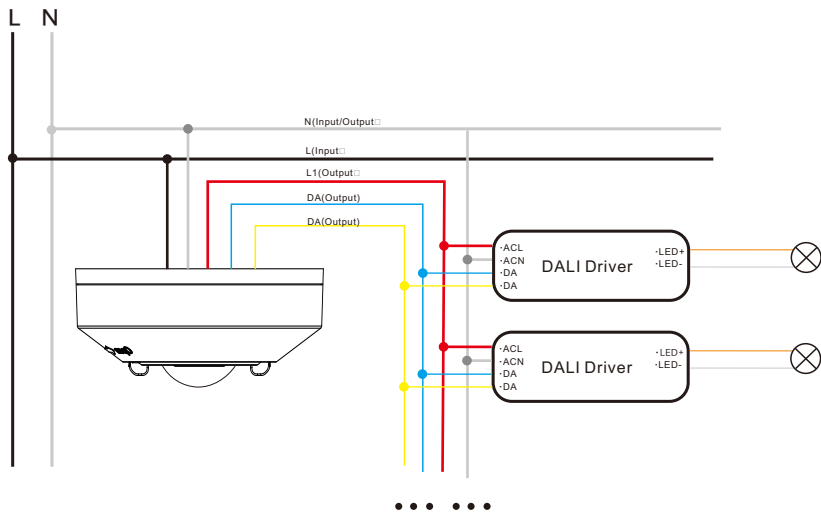 L N
N(Input/Output□
L(Input□
L1(Output□
DA(Output)
DA(Output)
·ACL
·ACN
·DA
·DA
DALI Driver
·LED+
·LED-
·ACL
·ACN
·DA
·DA
DALI Driver
·LED+
·LED-
••• •••